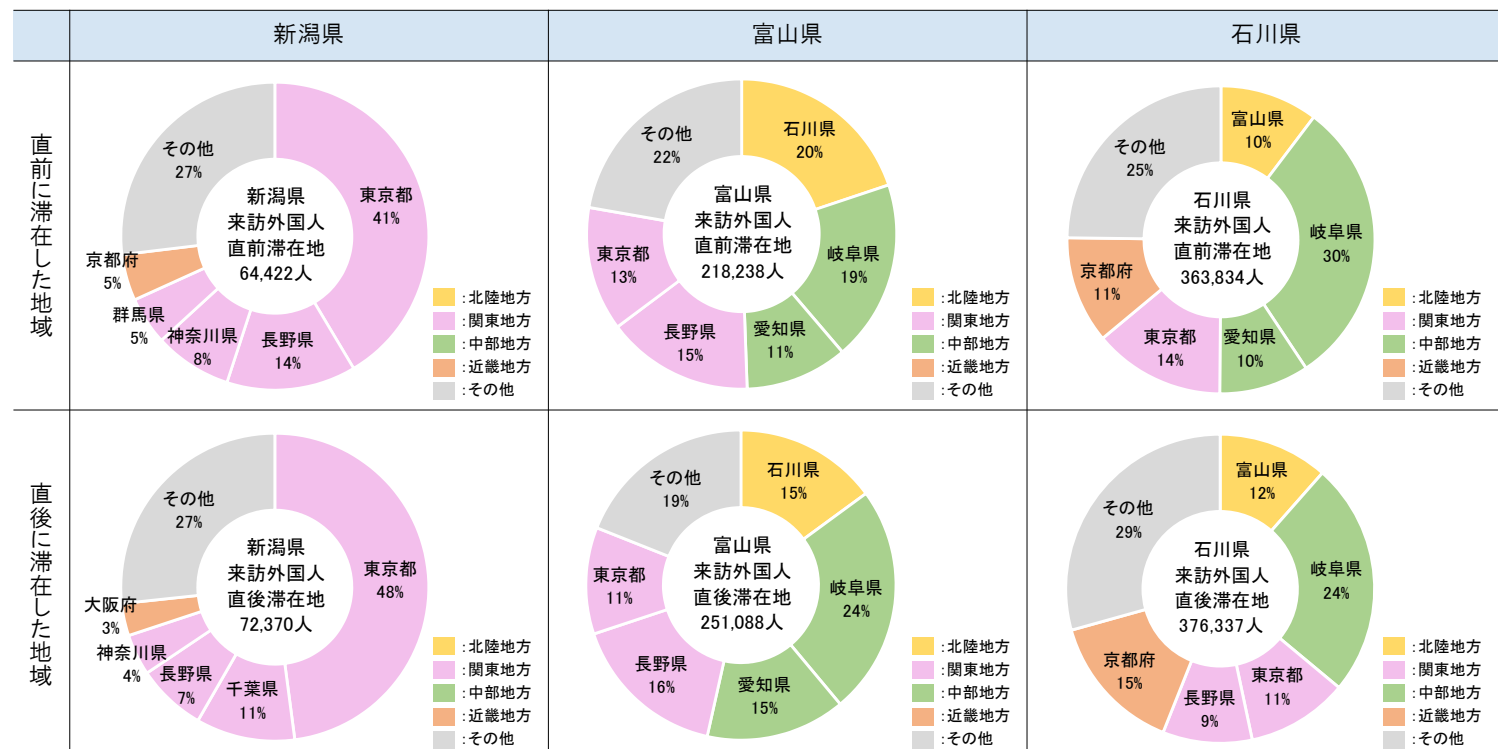 新潟県
富山県
石川県
直前に滞在した地域
その他
27%
東京都
41%
長野県
14%
神奈川県
8%
群馬県
5%
京都府
5%
新潟県
来訪外国人
直前滞在地
64,422人
:北陸地方
:関東地方
:中部地方
:近畿地方
:その他
その他
22%
石川県
20%
岐阜県
19%
愛知県
11%
長野県
15%
東京都
13%
富山県
来訪外国人
直前滞在地
218,238人
:北陸地方
:関東地方
:中部地方
:近畿地方
:その他
その他
25%
富山県
10%
岐阜県
30%
愛知県
10%
東京都
14%
京都府
11%
石川県
来訪外国人
直前滞在地
363,834人
:北陸地方
:関東地方
:中部地方
:近畿地方
:その他
直後に滞在した地域
その他
27%
東京都
48%
千葉県
11%
長野県
7%
神奈川県
4%
大阪府
3%
新潟県
来訪外国人
直後滞在地
72,370人
:北陸地方
:関東地方
:中部地方
:近畿地方
:その他
その他
19%
石川県
15%
岐阜県
24%
愛知県
15%
長野県
16%
東京都
11%
富山県
来訪外国人
直後滞在地
251,088人
:北陸地方
:関東地方
:中部地方
:近畿地方
:その他
その他
29%
富山県
12%
岐阜県
24%
東京都
11%
長野県
9%
京都府
15%
石川県
来訪外国人
直後滞在地
376,337人
:北陸地方
:関東地方
:中部地方
:近畿地方
:その他